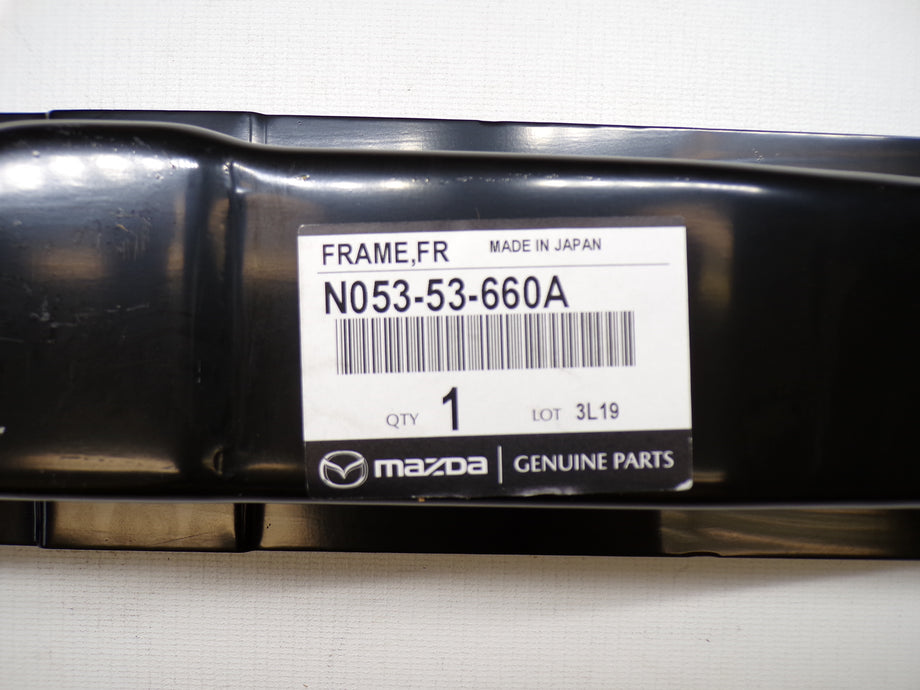 FRAME,FR MADE IN JAPAN
N053-53-660A
QTY 1 LOT 3L19
mazda GENUINE PARTS